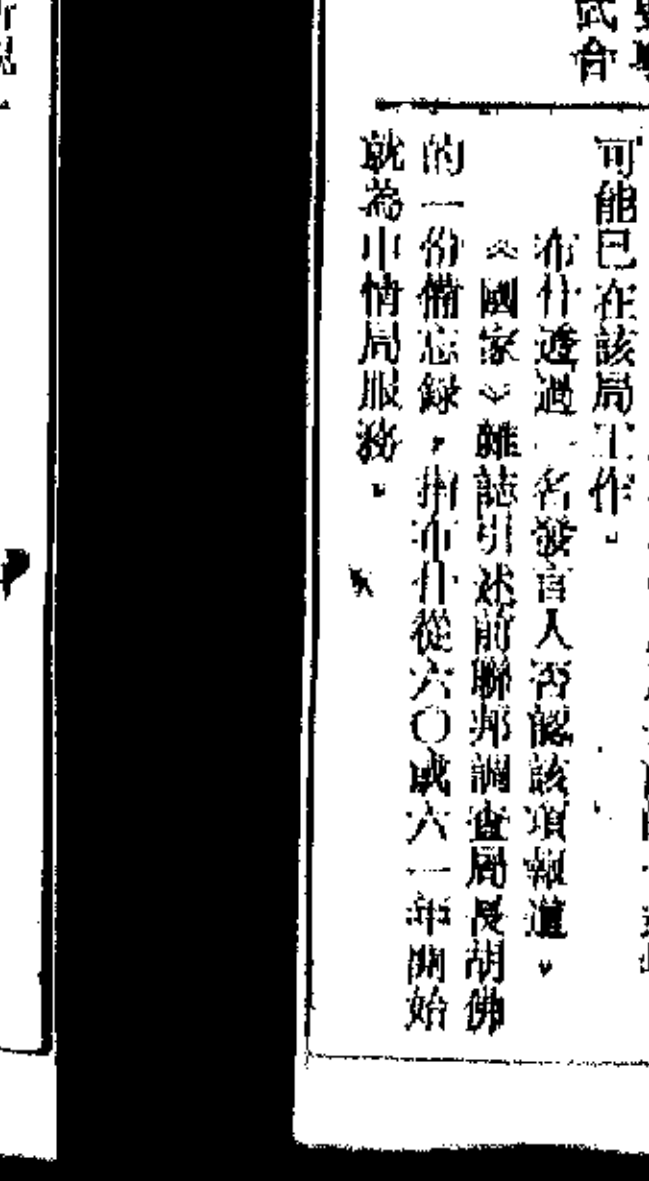 可能已在該局工作。
布什透過一名發言人否認該項報道。
《國家》雜誌引述前聯邦調查局長胡佛
的一份備忘錄，指布什從六〇或六一年開始
就為中情局服務。